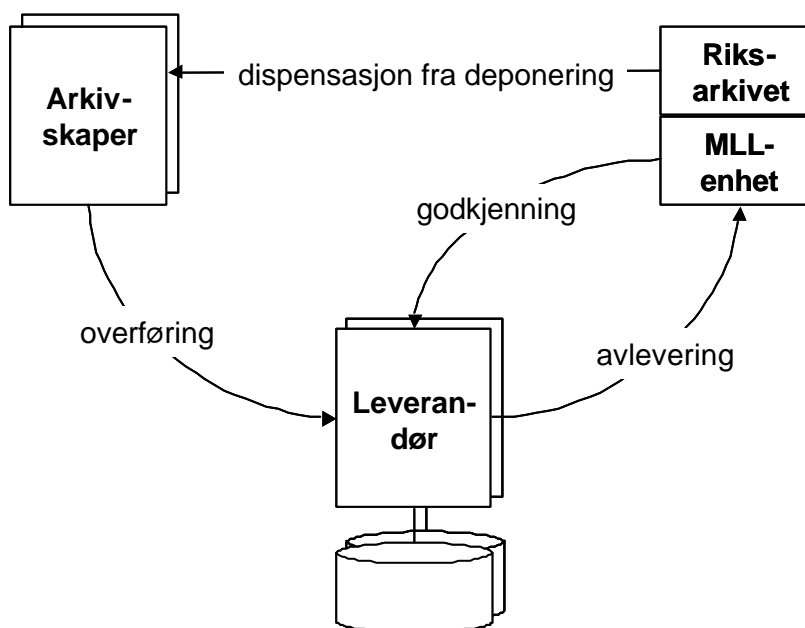 Arkiv-
skaper
dispensasjon fra deponering
Riks-
arkivet
MLL-
enhet
godkjenning
overføring
avlevering
Leveran-
dør